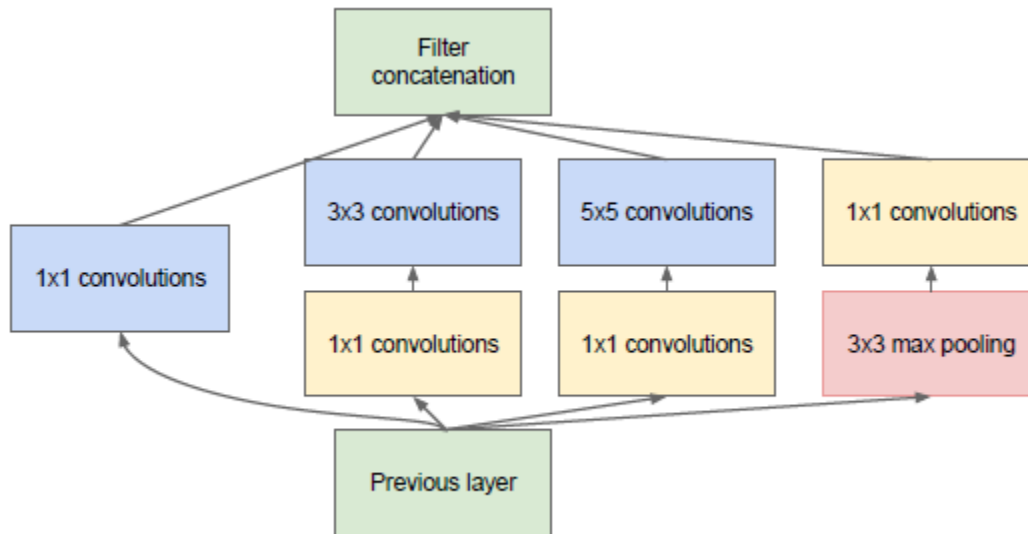 Filter
concatenation
3x3 convolutions
5x5 convolutions
1x1 convolutions
1x1 convolutions
1x1 convolutions
1x1 convolutions
3x3 max pooling
Previous layer